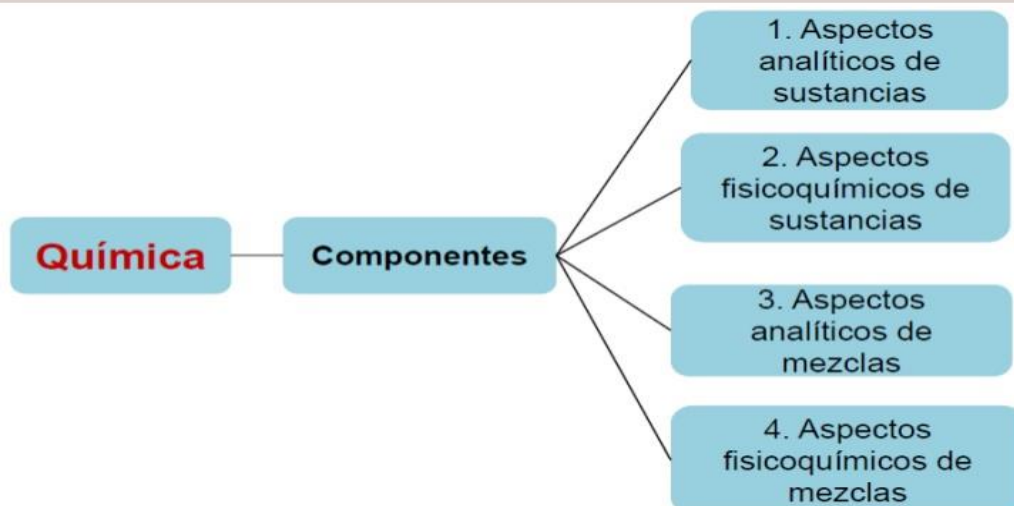 Química
Componentes
1. Aspectos
analíticos de
sustancias
2. Aspectos
fisicoquímicos de
sustancias
3. Aspectos
analíticos de
mezclas
4. Aspectos
fisicoquímicos de
mezclas